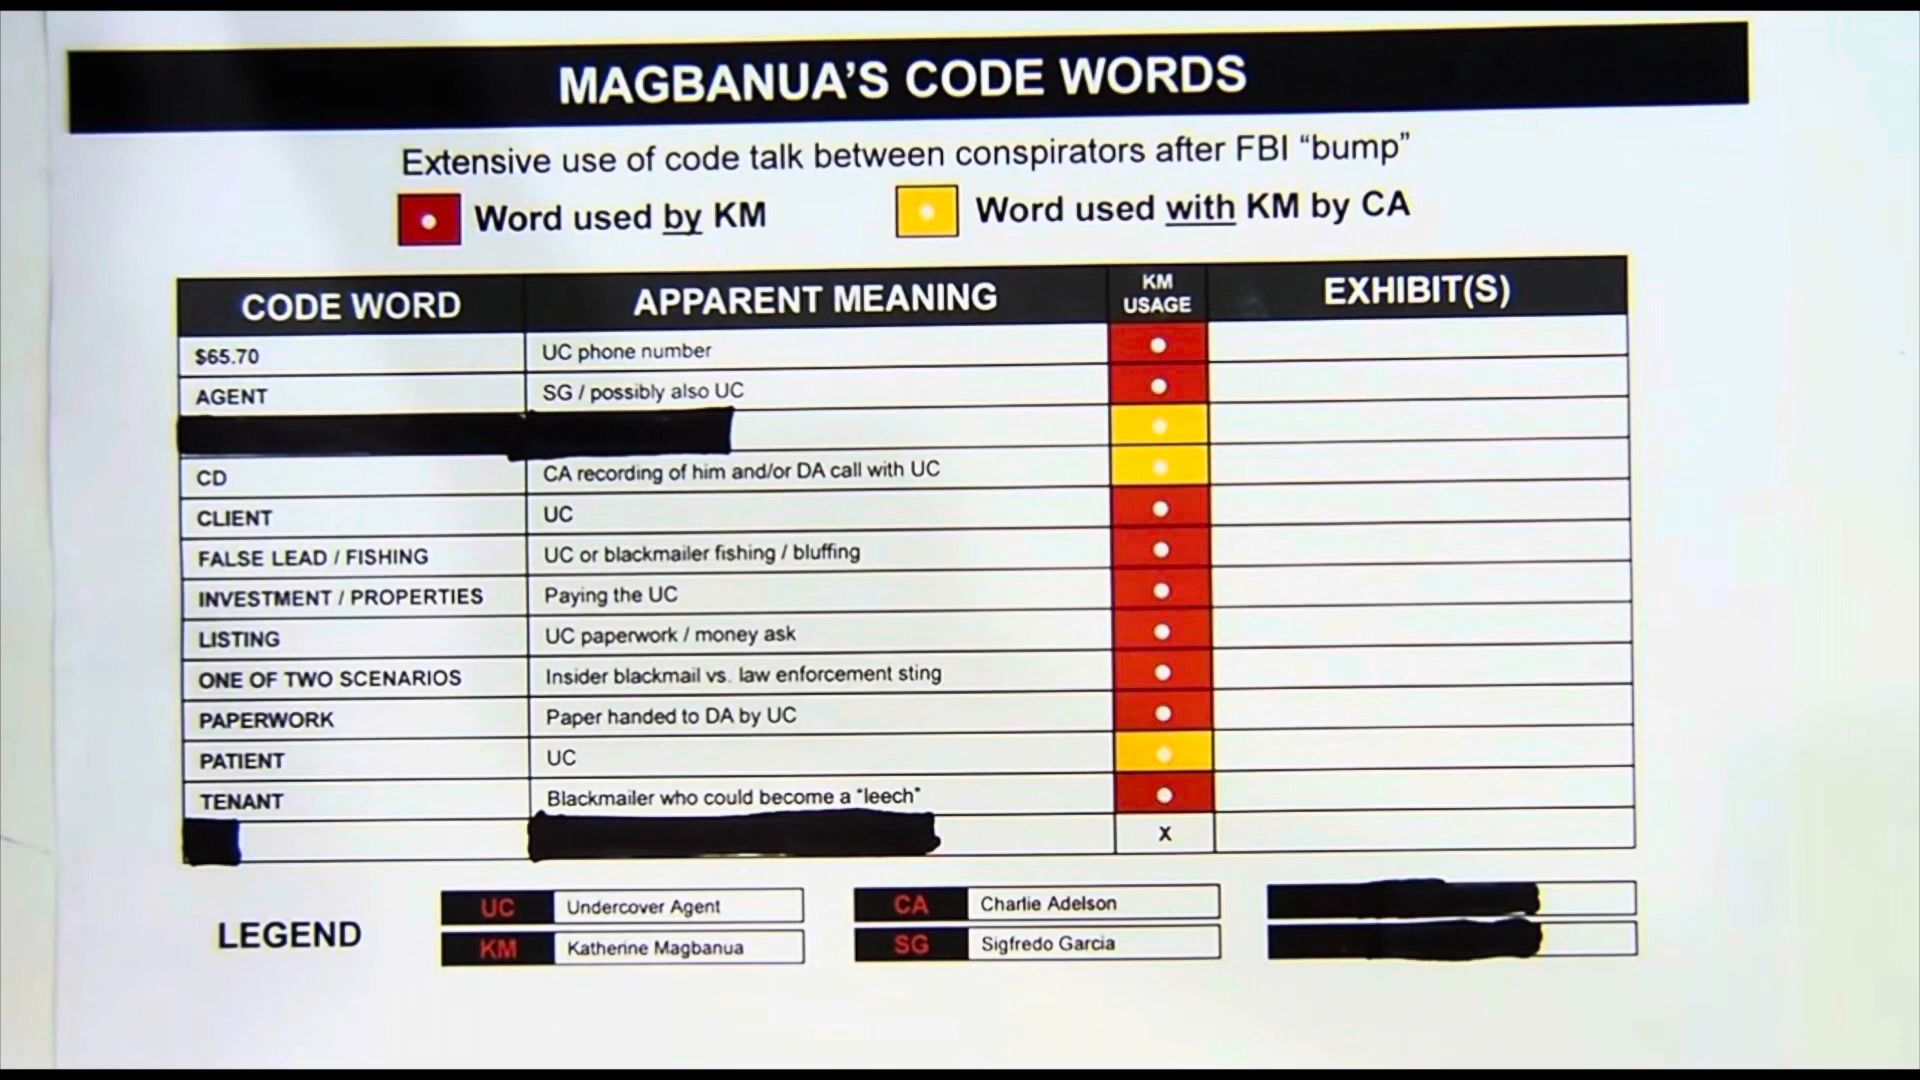 MAGBANUA'S CODE WORDS
Extensive use of code talk between conspirators after FBI “bump”
Word used by KM
Word used with KM by CA
CODE WORD APPARENT MEANING KM USAGE EXHIBIT(S)
$65.70 UC phone number
AGENT SG / possibly also UC
CD CA recording of him and/or DA call with UC
CLIENT UC
FALSE LEAD / FISHING UC or blackmailer fishing / bluffing
INVESTMENT / PROPERTIES Paying the UC
LISTING UC paperwork / money ask
ONE OF TWO SCENARIOS Insider blackmail vs. law enforcement sting
PAPERWORK Paper handed to DA by UC
PATIENT UC
TENANT Blackmailer who could become a "leech"
X
LEGEND
UC Undercover Agent
CA Charlie Adelson
KM Katherine Magbanua
SG Sigfredo Garcia